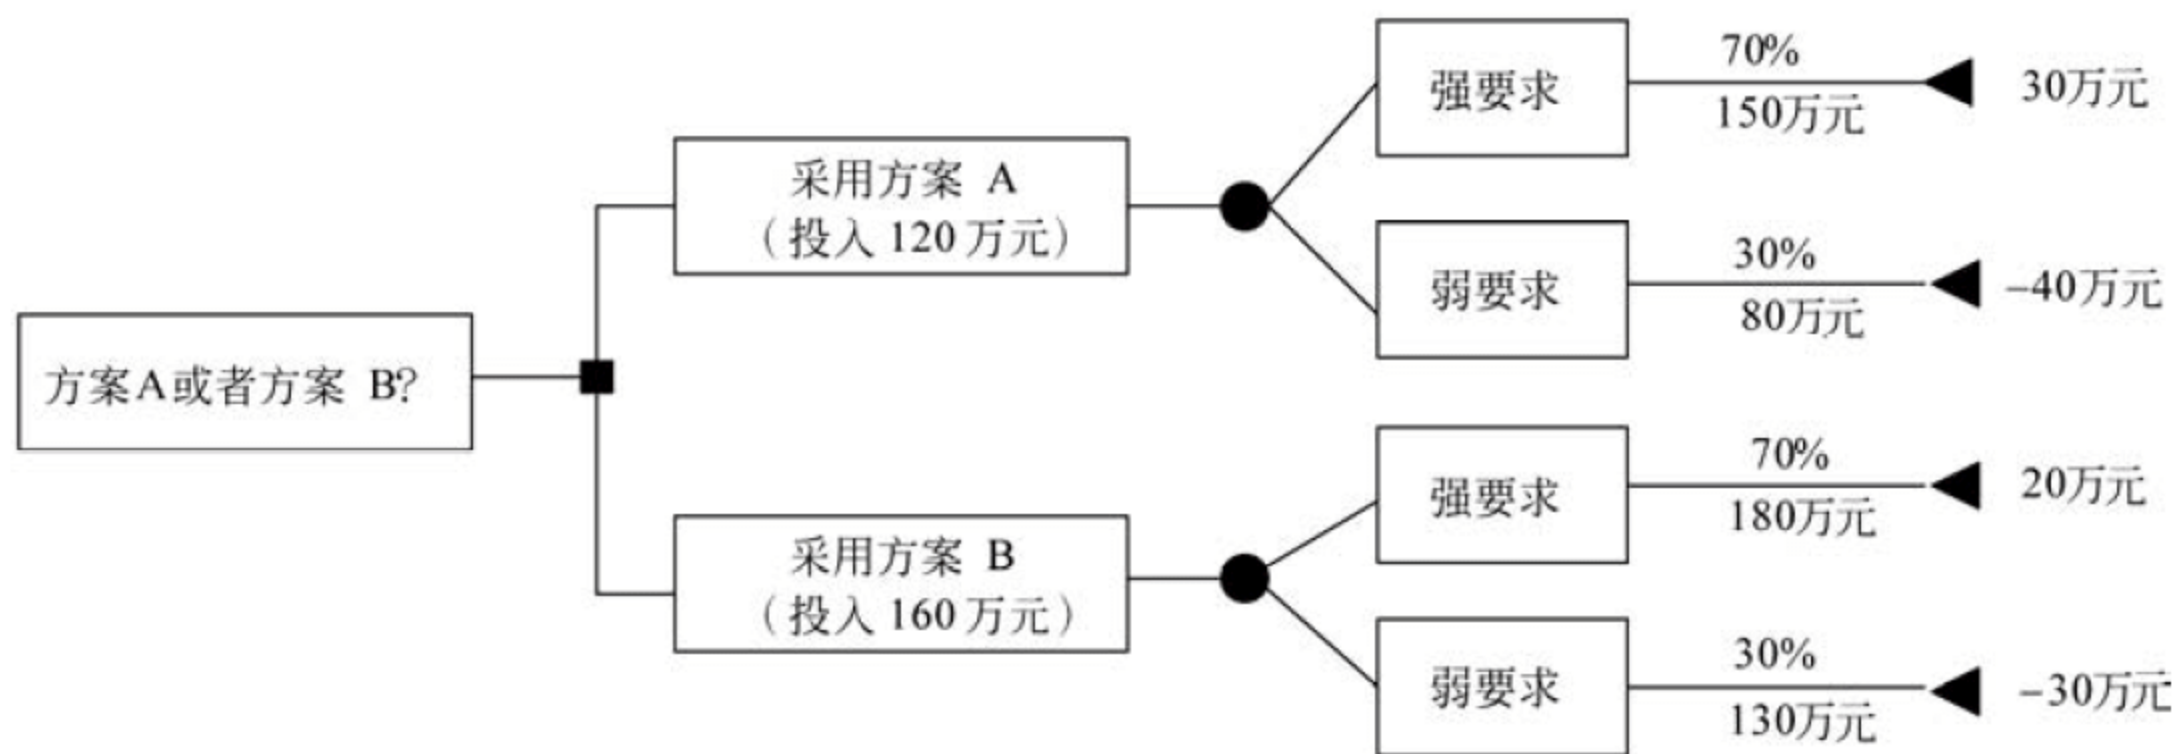 方案A或者方案 B?
采用方案 A
（投入 120 万元）
强要求
70%
150万元
30万元
弱要求
30%
80万元
−40万元
采用方案 B
（投入 160 万元）
强要求
70%
180万元
20万元
弱要求
30%
130万元
−30万元